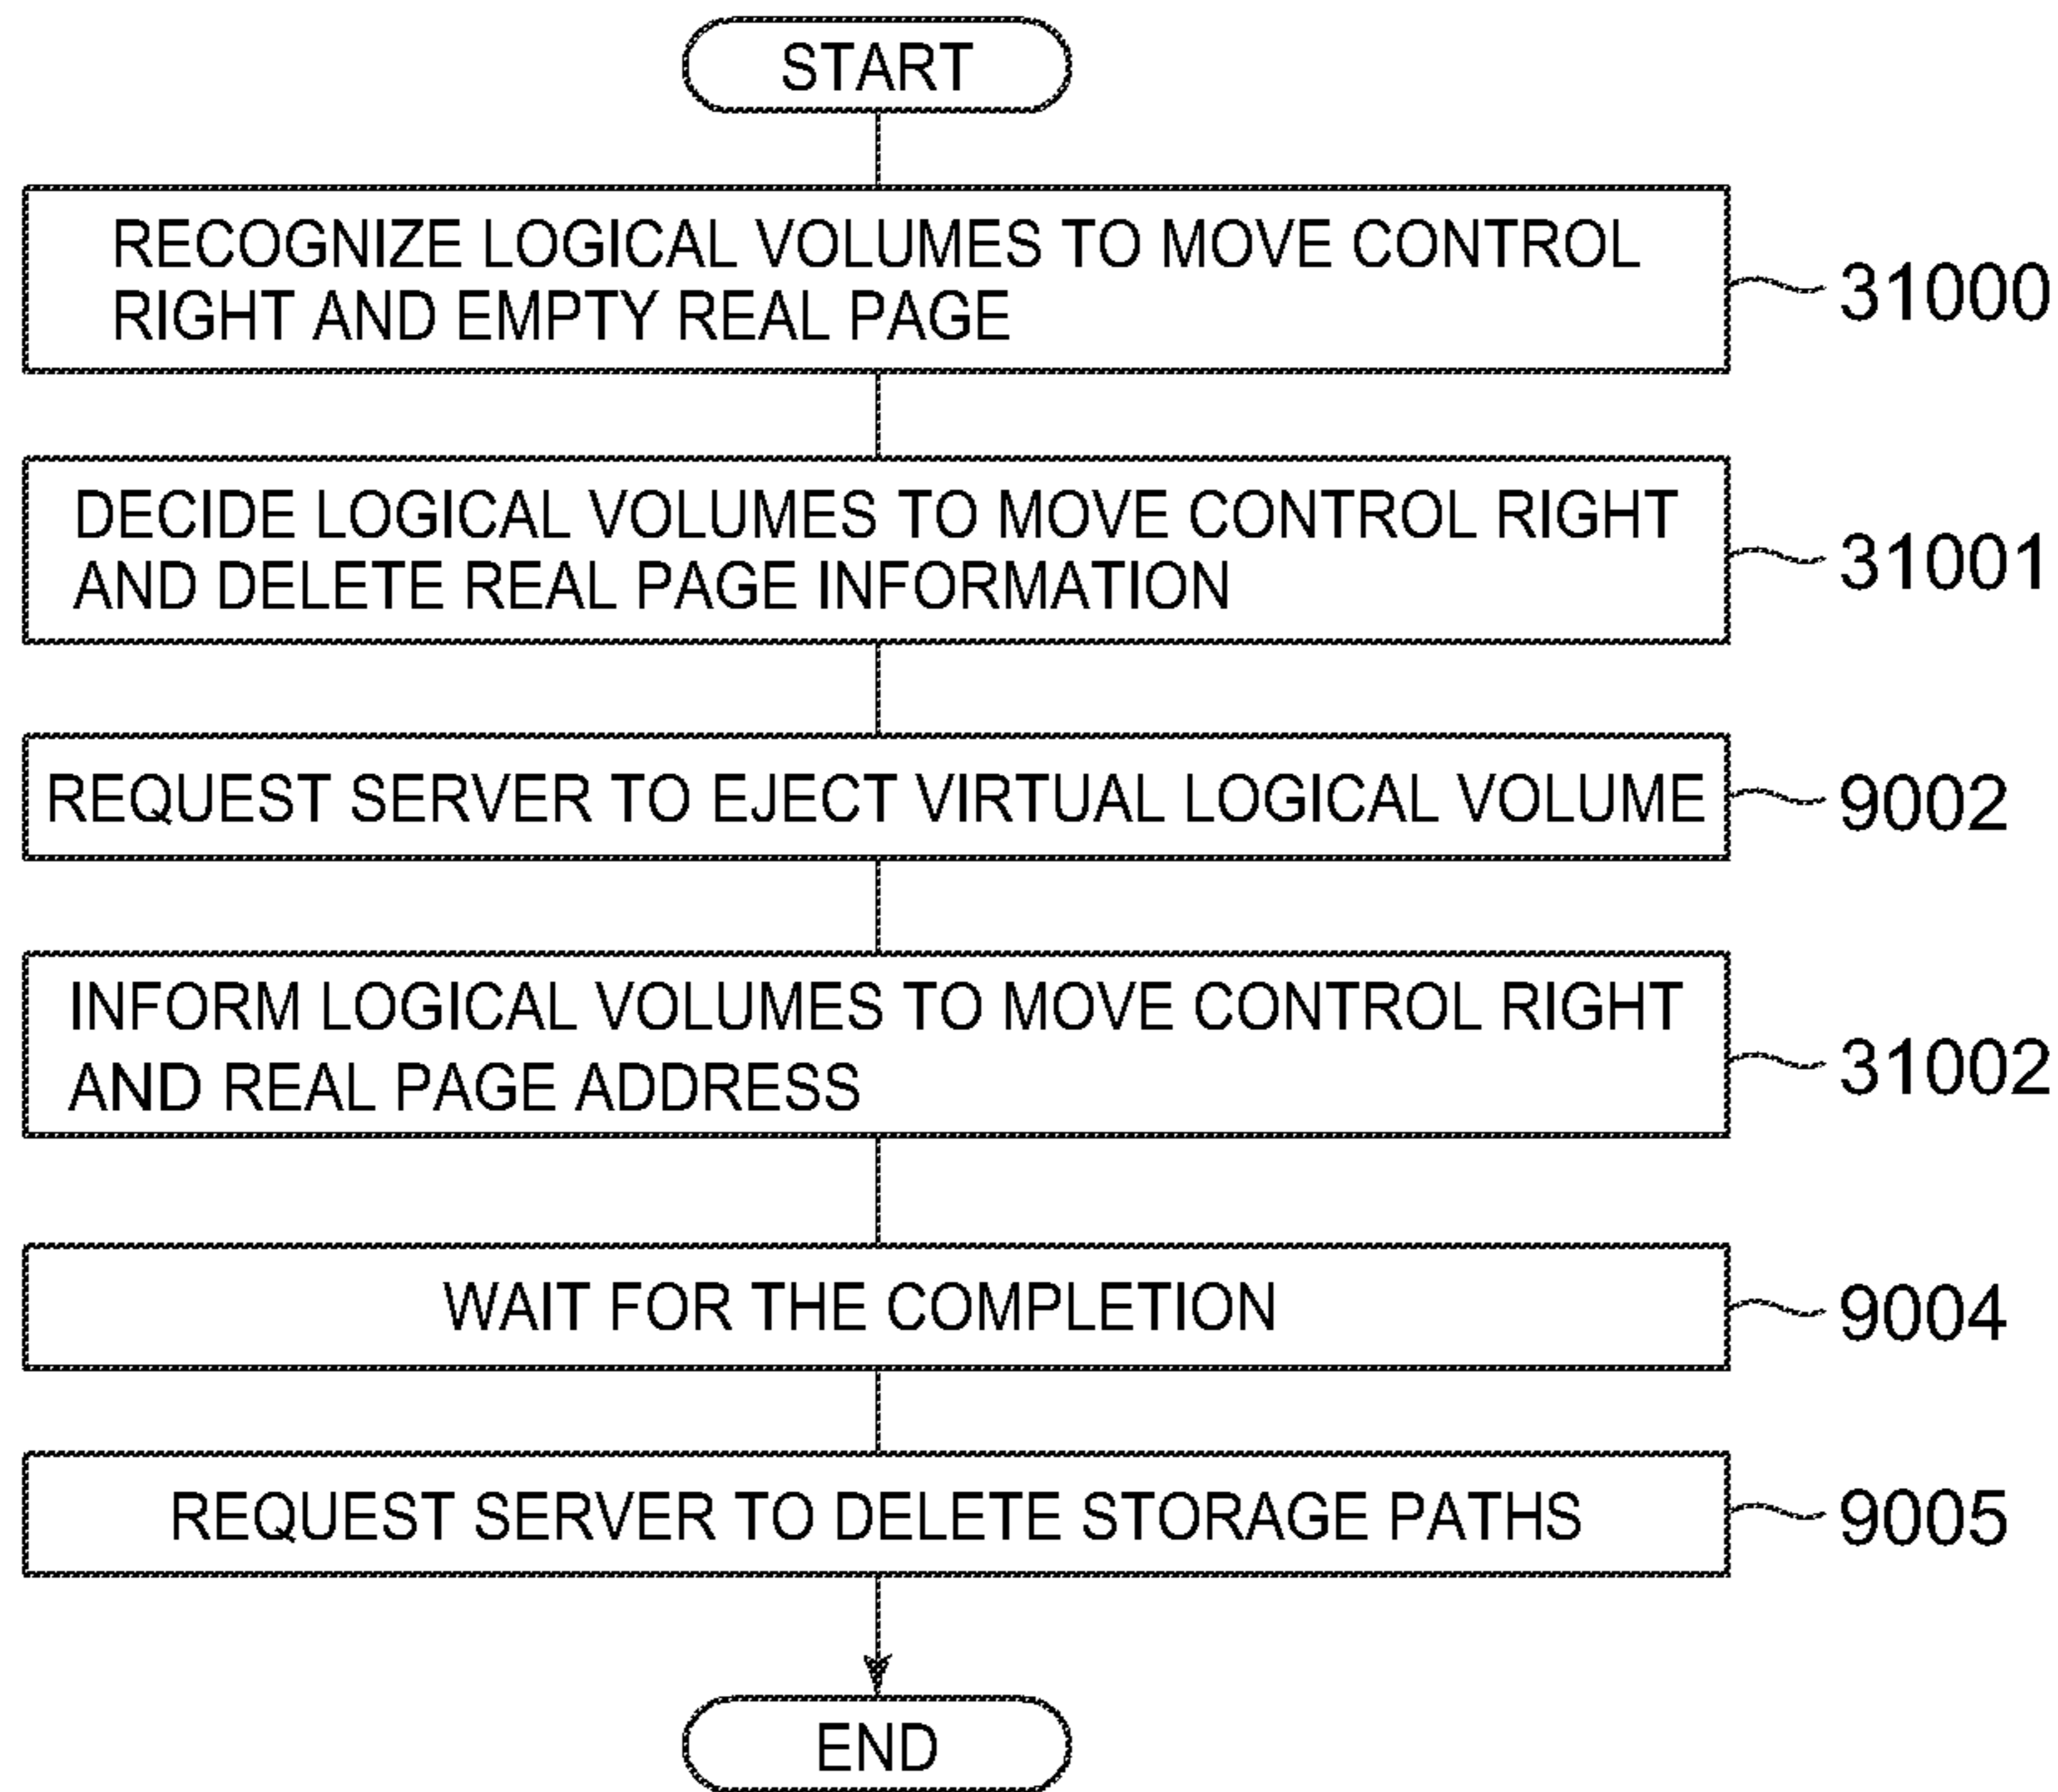 START
RECOGNIZE LOGICAL VOLUMES TO MOVE CONTROL
RIGHT AND EMPTY REAL PAGE
31000
DECIDE LOGICAL VOLUMES TO MOVE CONTROL RIGHT
AND DELETE REAL PAGE INFORMATION
31001
REQUEST SERVER TO EJECT VIRTUAL LOGICAL VOLUME
9002
INFORM LOGICAL VOLUMES TO MOVE CONTROL RIGHT
AND REAL PAGE ADDRESS
31002
WAIT FOR THE COMPLETION
9004
REQUEST SERVER TO DELETE STORAGE PATHS
9005
END